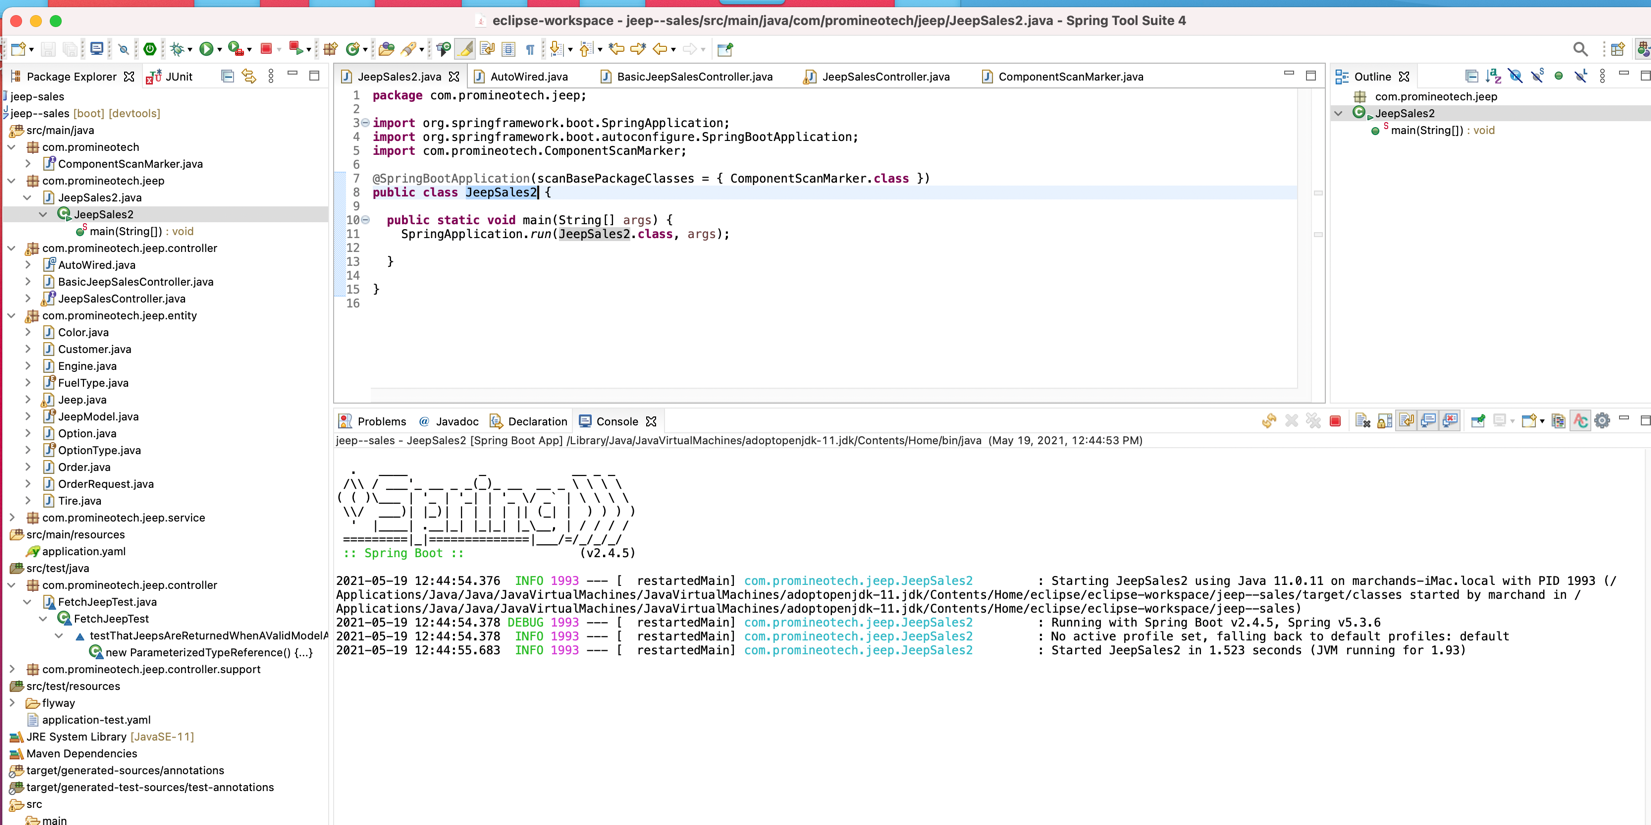 eclipse-workspace - jeep--sales/src/main/java/com/promineotech/jeep/JeepSales2.java - Spring Tool Suite 4
Package Explorer
JUnit
jeep-sales
jeep--sales [boot] [devtools]
src/main/java
com.promineotech
ComponentScanMarker.java
com.promineotech.jeep
JeepSales2.java
JeepSales2
main(String[]) : void
com.promineotech.jeep.controller
AutoWired.java
BasicJeepSalesController.java
JeepSalesController.java
com.promineotech.jeep.entity
Color.java
Customer.java
Engine.java
FuelType.java
Jeep.java
JeepModel.java
Option.java
OptionType.java
Order.java
OrderRequest.java
Tire.java
com.promineotech.jeep.service
src/main/resources
application.yaml
src/test/java
com.promineotech.jeep.controller
FetchJeepTest.java
FetchJeepTest
testThatJeepsAreReturnedWhenAValidModelA
new ParameterizedTypeReference() {...}
com.promineotech.jeep.controller.support
src/test/resources
flyway
application-test.yaml
JRE System Library [JavaSE-11]
Maven Dependencies
target/generated-sources/annotations
target/generated-test-sources/test-annotations
src
main
JeepSales2.java
AutoWired.java
BasicJeepSalesController.java
JeepSalesController.java
ComponentScanMarker.java
1 package com.promineotech.jeep;
2
3 import org.springframework.boot.SpringApplication;
4 import org.springframework.boot.autoconfigure.SpringBootApplication;
5 import com.promineotech.ComponentScanMarker;
6
7 @SpringBootApplication(scanBasePackageClasses = { ComponentScanMarker.class })
8 public class JeepSales2 {
9
10 public static void main(String[] args) {
11 SpringApplication.run(JeepSales2.class, args);
12
13 }
14
15 }
16
Outline
com.promineotech.jeep
JeepSales2
main(String[]) : void
Problems
@ Javadoc
Declaration
Console
jeep--sales - JeepSales2 [Spring Boot App] /Library/Java/JavaVirtualMachines/adoptopenjdk-11.jdk/Contents/Home/bin/java (May 19, 2021, 12:44:53 PM)
  .   ____          _            __ _ _
 /\\ / ___'_ __ _ _(_)_ __  __ _ \ \ \ \
( ( )\___ | '_ | '_| | '_ \/ _` | \ \ \ \
 \\/  ___)| |_)| | | | | || (_| |  ) ) ) )
  '  |____| .__|_| |_|_| |_\__, | / / / /
 =========|_|==============|___/=/_/_/_/
:: Spring Boot :: (v2.4.5)
2021-05-19 12:44:54.376 INFO 1993 --- [ restartedMain] com.promineotech.jeep.JeepSales2 : Starting JeepSales2 using Java 11.0.11 on marchands-iMac.local with PID 1993 (/
Applications/Java/Java/JavaVirtualMachines/JavaVirtualMachines/adoptopenjdk-11.jdk/Contents/Home/eclipse/eclipse-workspace/jeep--sales/target/classes started by marchand in /
Applications/Java/Java/JavaVirtualMachines/JavaVirtualMachines/adoptopenjdk-11.jdk/Contents/Home/eclipse/eclipse-workspace/jeep--sales)
2021-05-19 12:44:54.378 DEBUG 1993 --- [ restartedMain] com.promineotech.jeep.JeepSales2 : Running with Spring Boot v2.4.5, Spring v5.3.6
2021-05-19 12:44:54.378 INFO 1993 --- [ restartedMain] com.promineotech.jeep.JeepSales2 : No active profile set, falling back to default profiles: default
2021-05-19 12:44:55.683 INFO 1993 --- [ restartedMain] com.promineotech.jeep.JeepSales2 : Started JeepSales2 in 1.523 seconds (JVM running for 1.93)